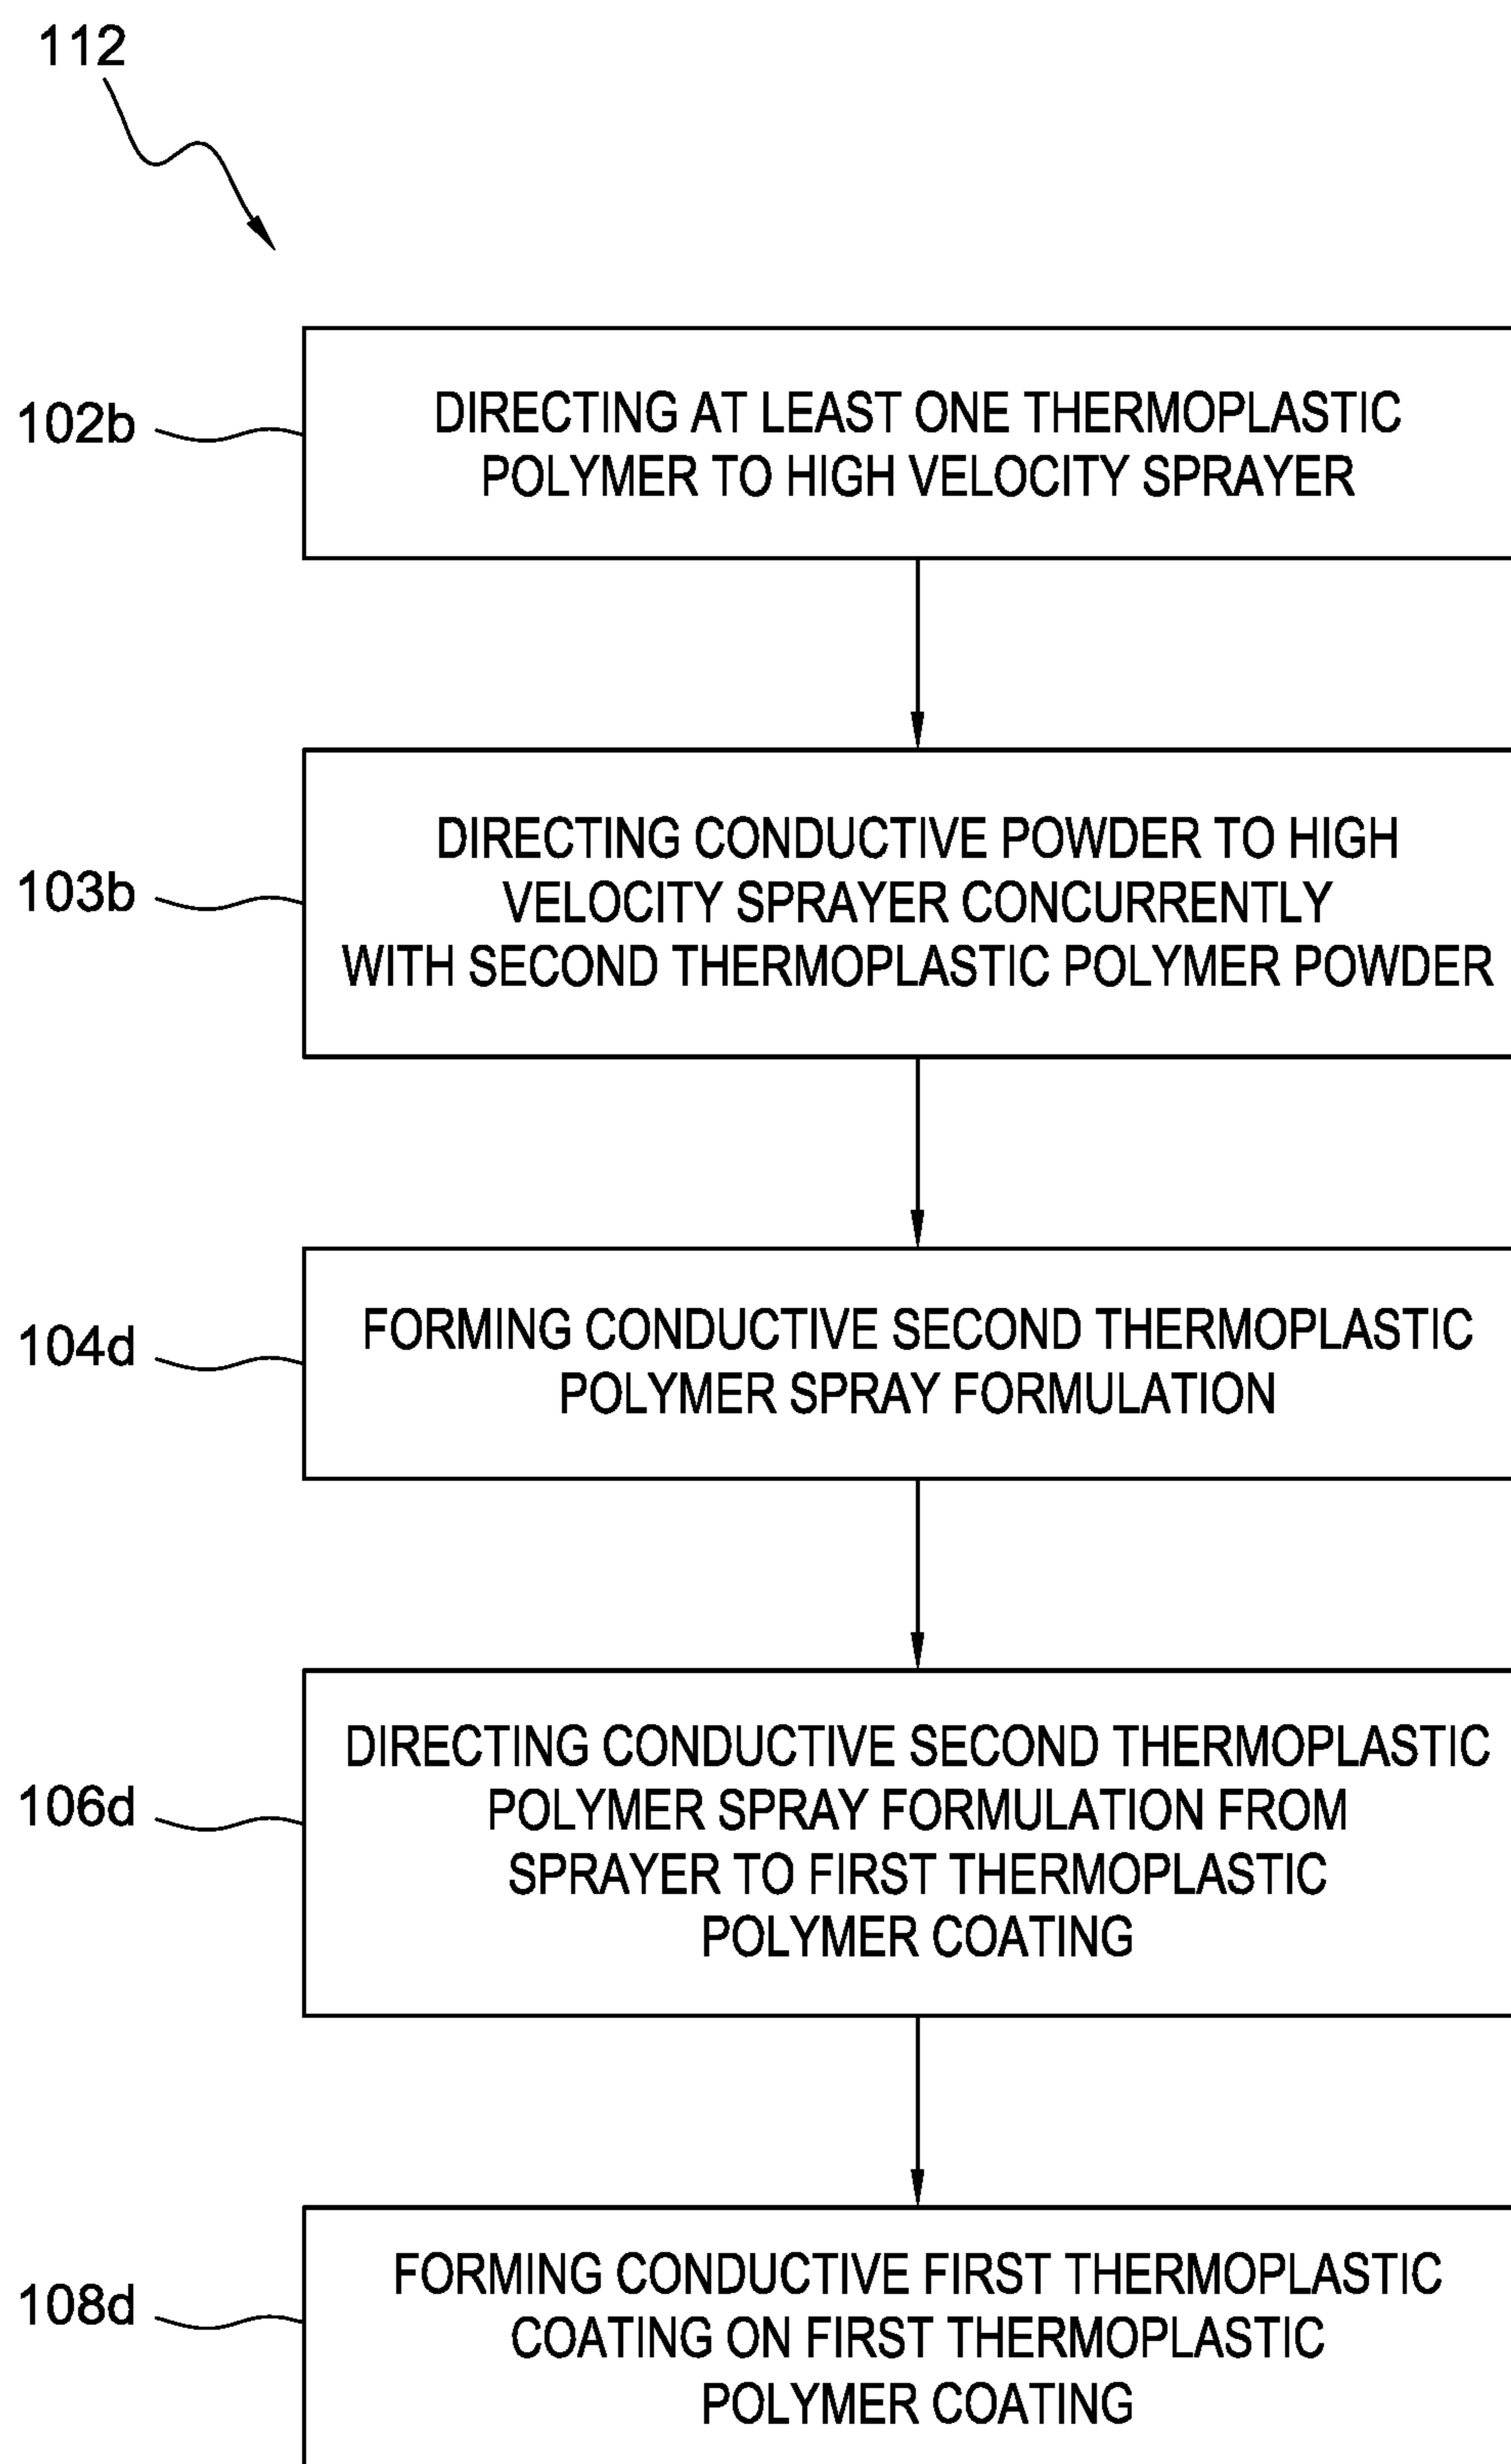 112
102b
DIRECTING AT LEAST ONE THERMOPLASTIC
POLYMER TO HIGH VELOCITY SPRAYER
103b
DIRECTING CONDUCTIVE POWDER TO HIGH
VELOCITY SPRAYER CONCURRENTLY
WITH SECOND THERMOPLASTIC POLYMER POWDER
104d
FORMING CONDUCTIVE SECOND THERMOPLASTIC
POLYMER SPRAY FORMULATION
106d
DIRECTING CONDUCTIVE SECOND THERMOPLASTIC
POLYMER SPRAY FORMULATION FROM
SPRAYER TO FIRST THERMOPLASTIC
POLYMER COATING
108d
FORMING CONDUCTIVE FIRST THERMOPLASTIC
COATING ON FIRST THERMOPLASTIC
POLYMER COATING